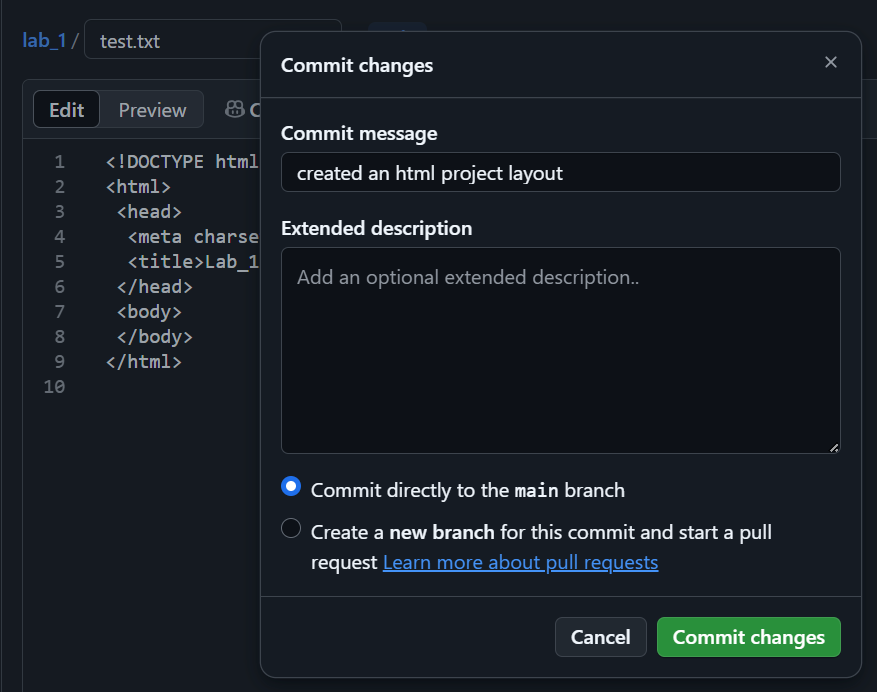 lab_1 / test.txt
Commit changes
Edit Preview
Commit message
created an html project layout
Extended description
Add an optional extended description..
1 <!DOCTYPE html
2 <html>
3 <head>
4 <meta charse
5 <title>Lab_1
6 </head>
7 <body>
8 </body>
9 </html>
10
Commit directly to the main branch
Create a new branch for this commit and start a pull
request Learn more about pull requests
Cancel Commit changes